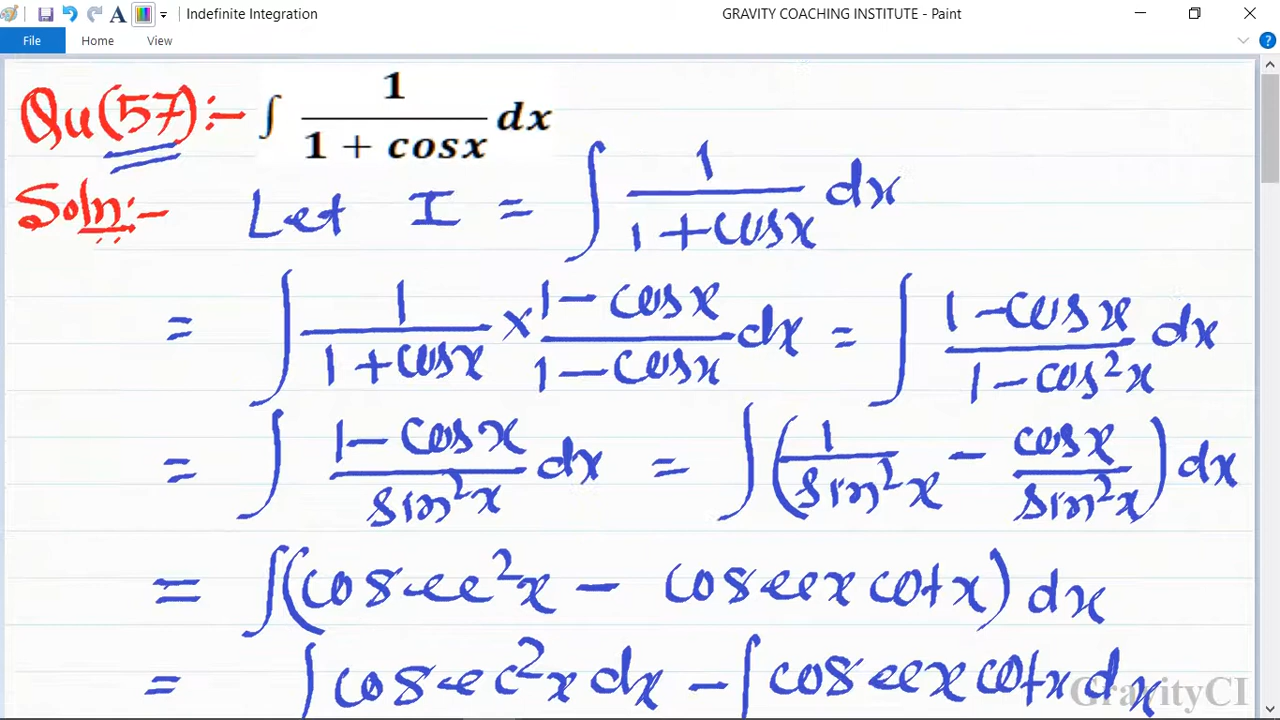 Indefinite Integration
GRAVITY COACHING INSTITUTE - Paint
File Home View
Qu(57):- ∫ 1/(1 + cosx) dx
Soln:- Let I = ∫ 1/(1+cosx) dx
= ∫ 1/(1+cosx) × (1-cosx)/(1-cosx) dx = ∫ (1-cosx)/(1-cos²x) dx
= ∫ (1-cosx)/(sin²x) dx = ∫ (1/sin²x - cosx/sin²x) dx
= ∫(cosec²x - cosecx cotx) dx
= ∫ cosec²x dx - ∫ cosecx cotx dx
GravityCI